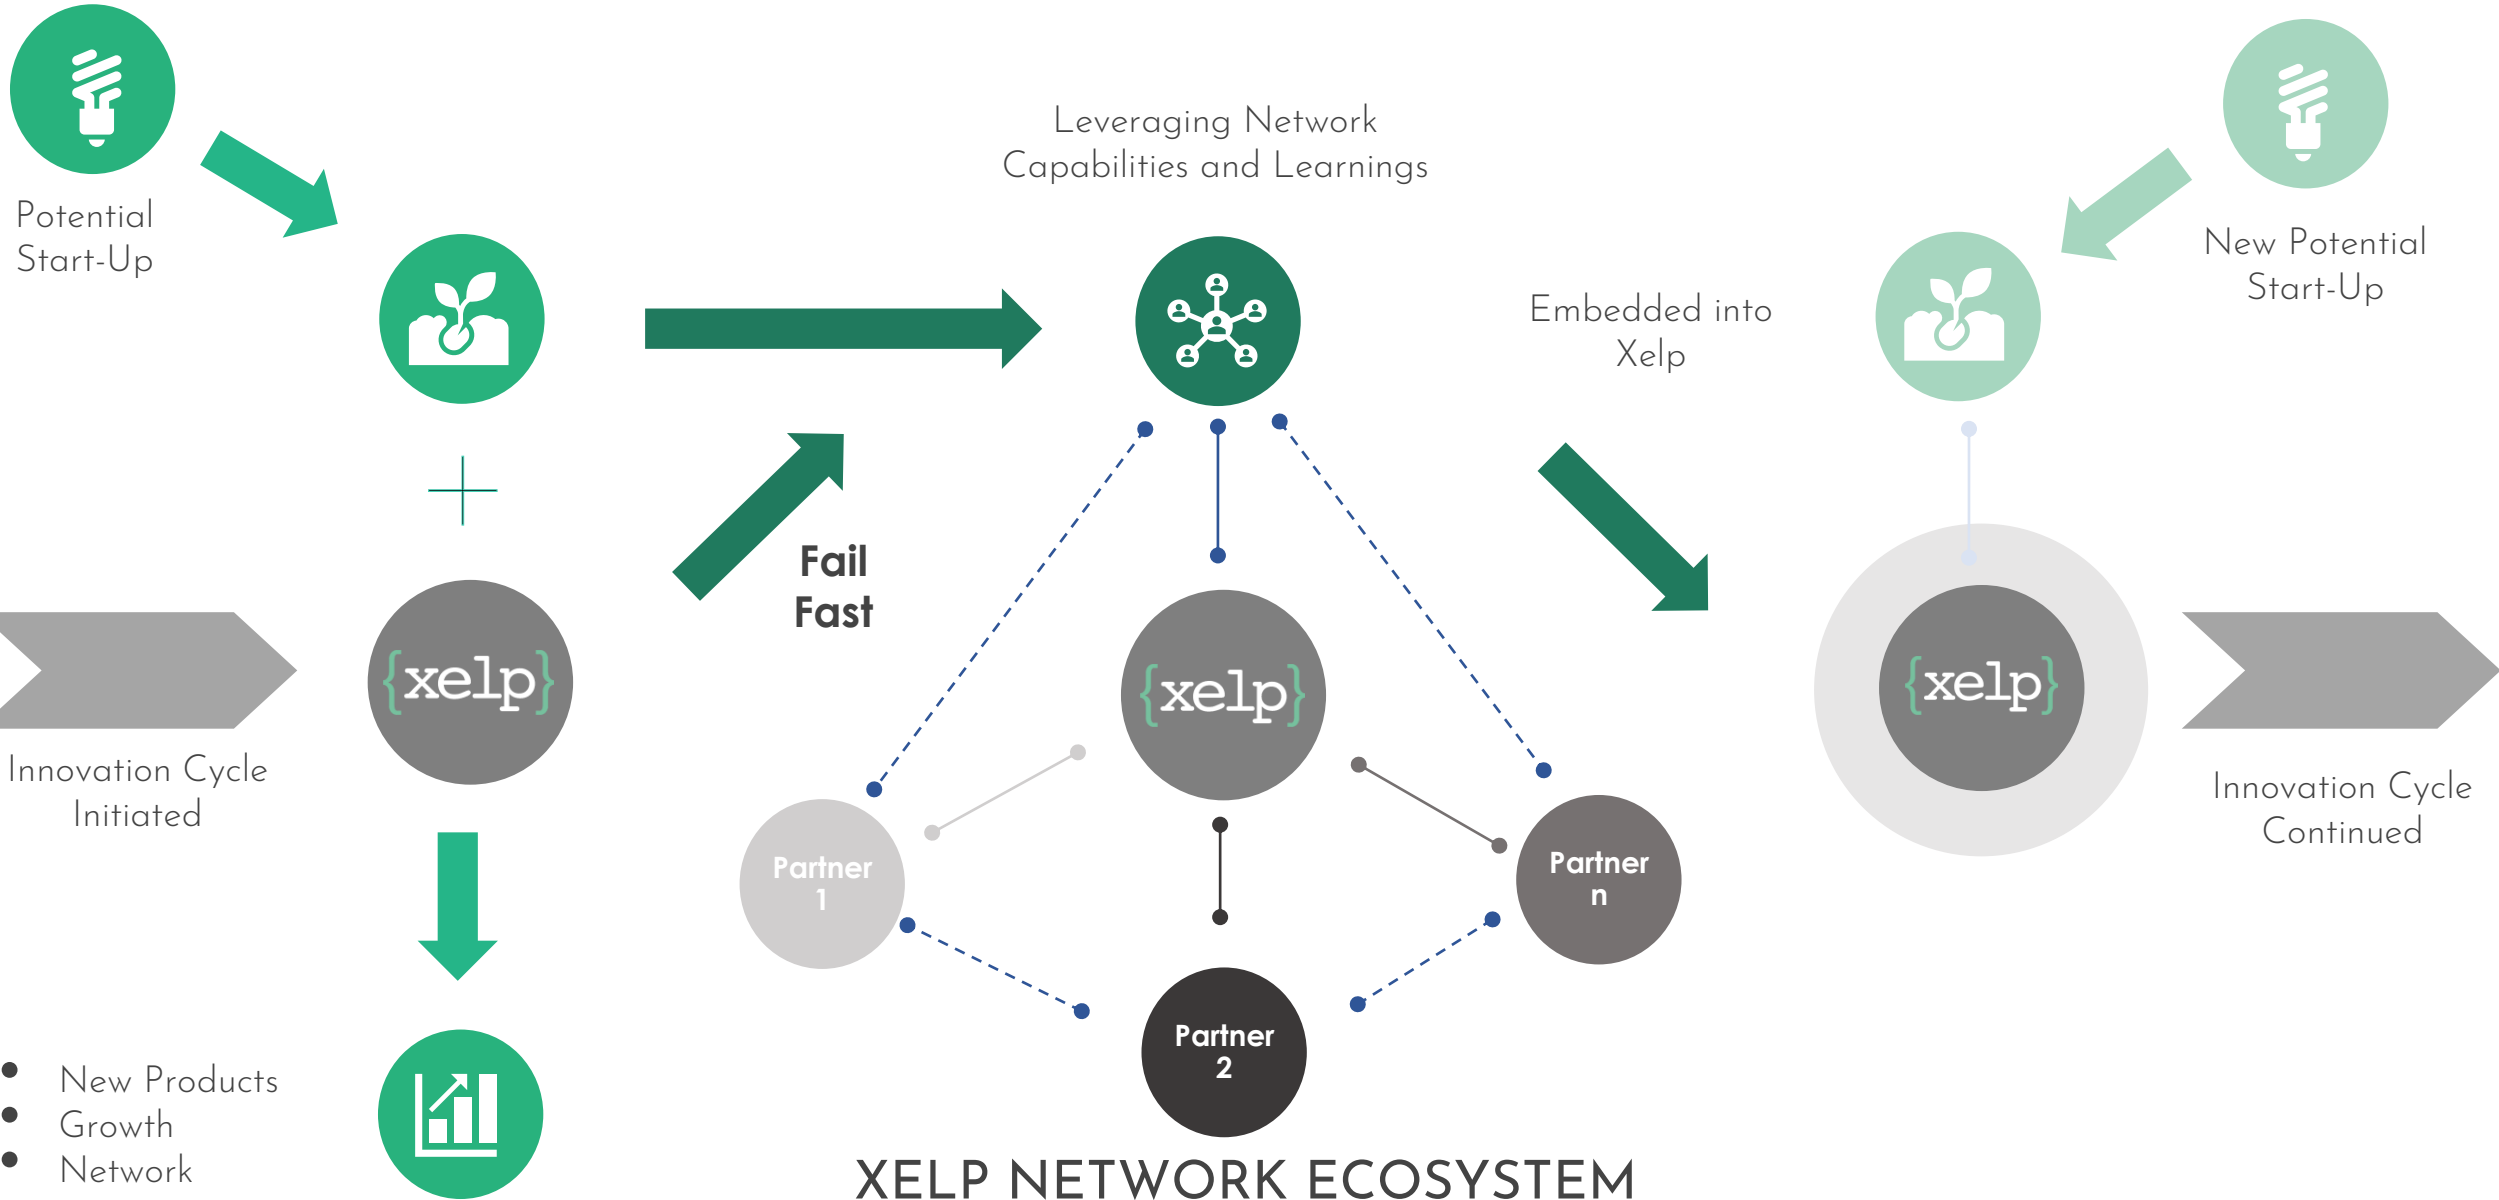 Potential
Start-Up
Leveraging Network
Capabilities and Learnings
New Potential
Start-Up
Embedded into
Xelp
Fail
Fast
{xelp}
{xelp}
{xelp}
Innovation Cycle
Initiated
Innovation Cycle
Continued
Partner
1
Partner
n
Partner
2
• New Products
• Growth
• Network
XELP NETWORK ECOSYSTEM